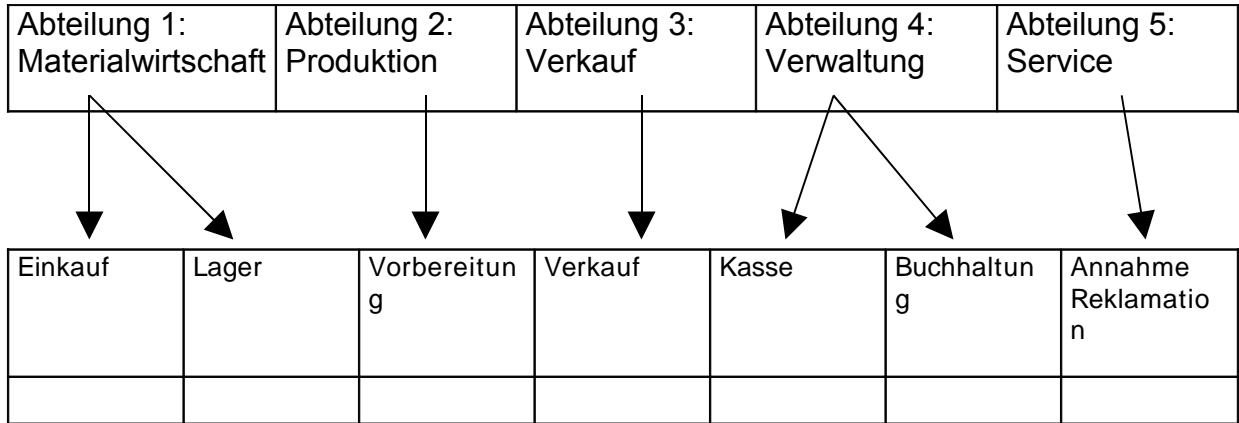 Abteilung 1:
Materialwirtschaft
Abteilung 2:
Produktion
Abteilung 3:
Verkauf
Abteilung 4:
Verwaltung
Abteilung 5:
Service
Einkauf
Lager
Vorbereitun
g
Verkauf
Kasse
Buchhaltun
g
Annahme
Reklamatio
n